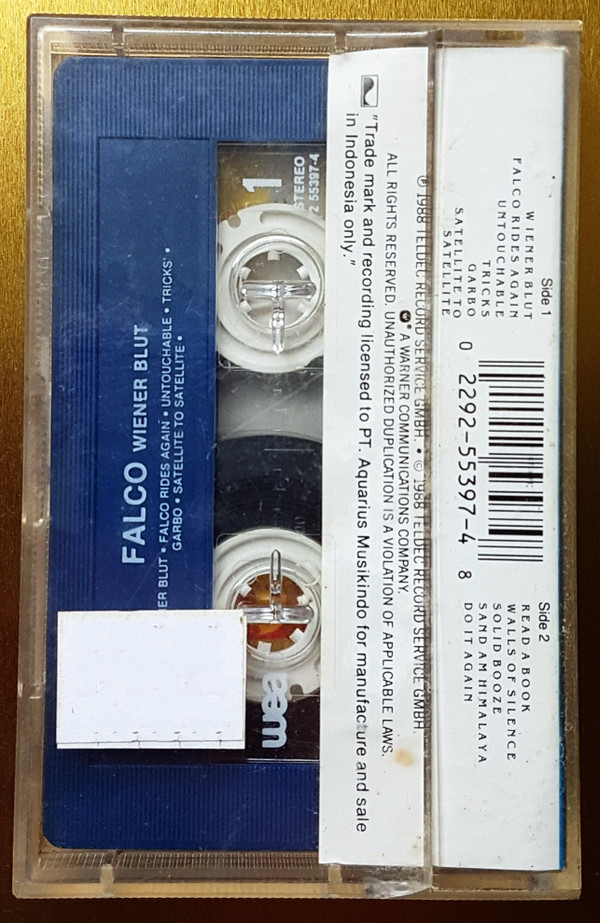 Side 1
WIENER BLUT
FALCO RIDES AGAIN
UNTOUCHABLE
TRICKS
GARBO
SATELLITE TO
SATELLITE
0 2292-55397-4 8
Side 2
READ A BOOK
WALLS OF SILENCE
SOLID BOOZE
SAND AM HIMALAYA
DO IT AGAIN
℗ 1988 TELDEC RECORD SERVICE GMBH. • © 1988 TELDEC RECORD SERVICE GMBH.
A WARNER COMMUNICATIONS COMPANY.
ALL RIGHTS RESERVED. UNAUTHORIZED DUPLICATION IS A VIOLATION OF APPLICABLE LAWS.
"Trade mark and recording licensed to PT. Aquarius Musikindo for manufacture and sale
in Indonesia only."
STEREO
2 55397-4
1
wea
FALCO WIENER BLUT
ER BLUT • FALCO RIDES AGAIN • UNTOUCHABLE • TRICKS' •
GARBO • SATELLITE TO SATELLITE •